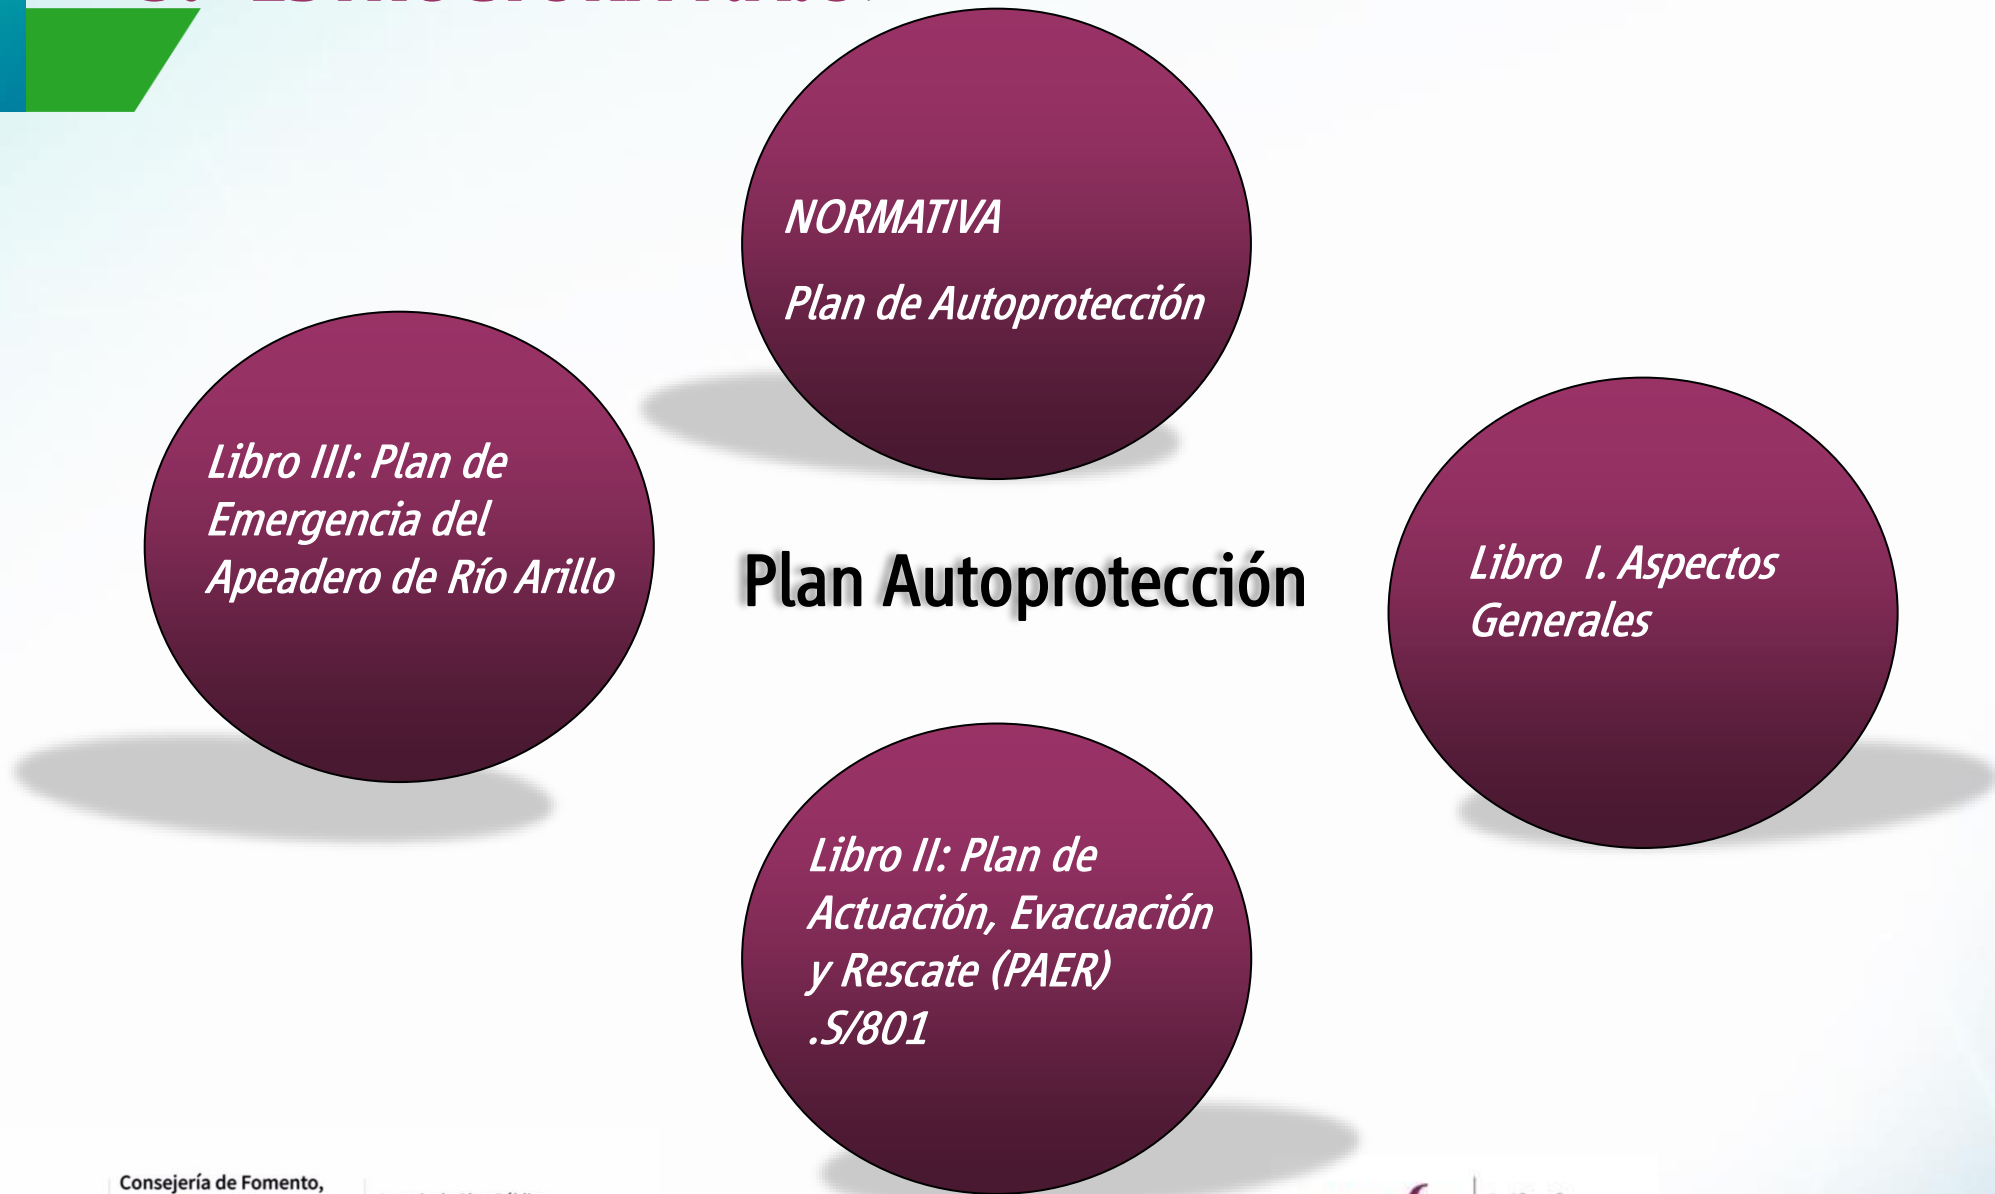 NORMATIVA
Plan de Autoprotección
Libro III: Plan de
Emergencia del
Apeadero de Río Arillo
Plan Autoprotección
Libro I. Aspectos
Generales
Libro II: Plan de
Actuación, Evacuación
y Rescate (PAER)
.S/801
Consejería de Fomento,